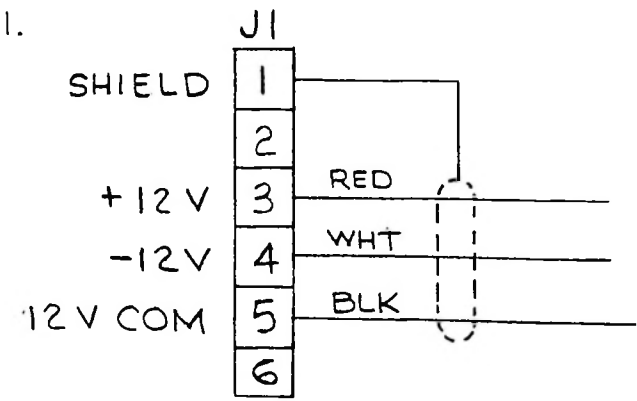 1. J1
SHIELD 1
2
+12 V 3 RED
-12V 4 WHT
12 V COM 5 BLK
6